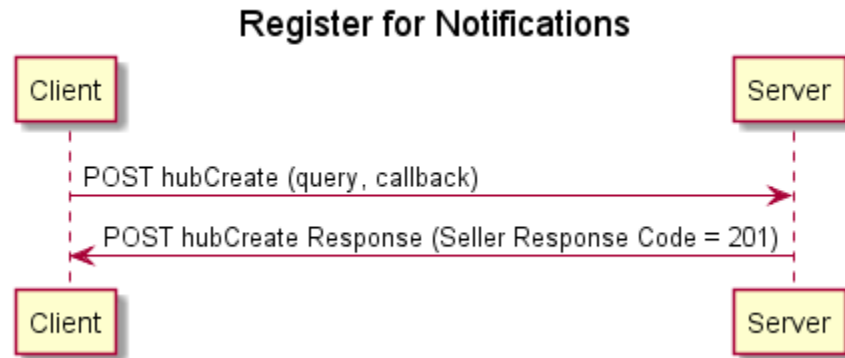 Register for Notifications
Client Server
POST hubCreate (query, callback)
POST hubCreate Response (Seller Response Code = 201)
Client Server